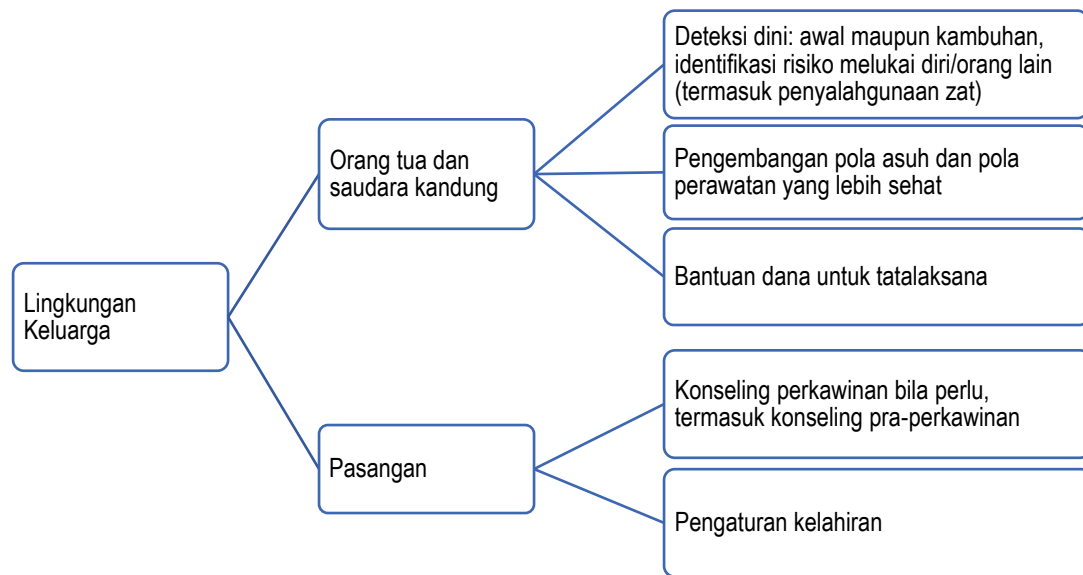 Lingkungan
Keluarga
Orang tua dan
saudara kandung
Deteksi dini: awal maupun kambuhan,
identifikasi risiko melukai diri/orang lain
(termasuk penyalahgunaan zat)
Pengembangan pola asuh dan pola
perawatan yang lebih sehat
Bantuan dana untuk tatalaksana
Pasangan
Konseling perkawinan bila perlu,
termasuk konseling pra-perkawinan
Pengaturan kelahiran